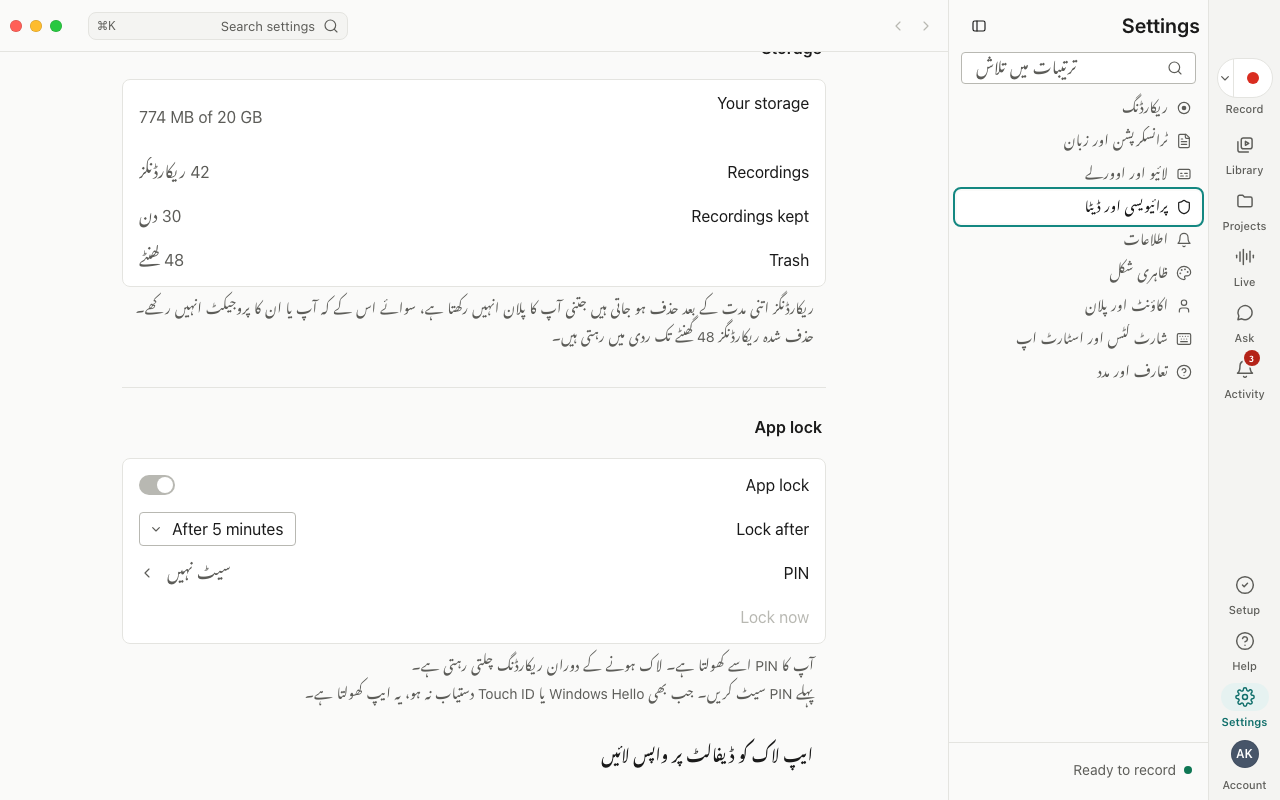 Record
Library
Projects
Live
Ask
3
Activity
Setup
Help
Settings
AK
Account
Settings
ترتیبات میں تلاش
ریکارڈنگ
ٹرانسکرپشن اور زبان
لائیو اور اوورلے
پرائیویسی اور ڈیٹا
اطلاعات
ظاہری شکل
اکاؤنٹ اور پلان
شارٹ کٹس اور اسٹارٹ اپ
تعارف اور مدد
Ready to record
Search settings
⌘K
Storage
Your storage
774 MB of 20 GB
Recordings
42 ریکارڈنگز
Recordings kept
30 دن
Trash
48 گھنٹے
ریکارڈنگز اتنی مدت کے بعد حذف ہو جاتی ہیں جتنی آپ کا پلان انہیں رکھتا ہے، سوائے اس کے کہ آپ یا ان کا پروجیکٹ انہیں رکھے۔
حذف شدہ ریکارڈنگز 48 گھنٹے تک ردی میں رہتی ہیں۔
App lock
App lock
Lock after
After 5 minutes
PIN
سیٹ نہیں
Lock now
آپ کا PIN اسے کھولتا ہے۔ لاک ہونے کے دوران ریکارڈنگ چلتی رہتی ہے۔
پہلے PIN سیٹ کریں۔ جب بھی Windows Hello یا Touch ID دستیاب نہ ہو، یہ ایپ کھولتا ہے۔
ایپ لاک کو ڈیفالٹ پر واپس لائیں